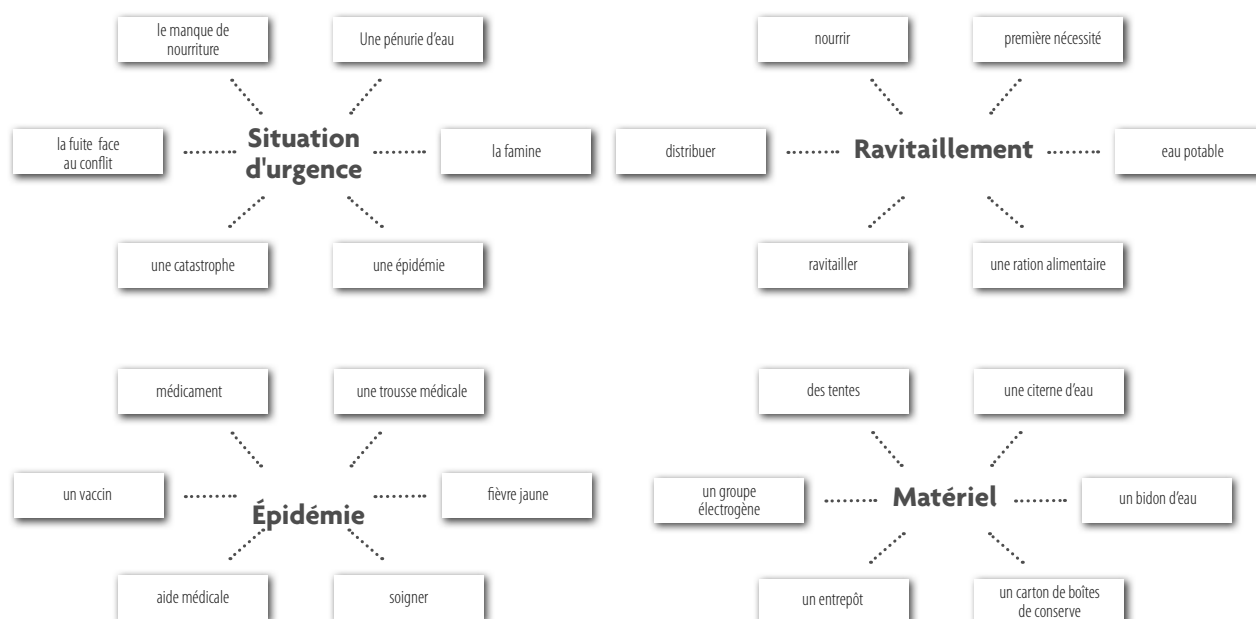 le manque de
nourriture
Une pénurie d'eau
la fuite face
au conflit
Situation
d'urgence
la famine
une catastrophe
une épidémie
nourrir
première nécessité
distribuer
Ravitaillement
eau potable
ravitailler
une ration alimentaire
médicament
une trousse médicale
un vaccin
Épidémie
fièvre jaune
aide médicale
soigner
des tentes
une citerne d'eau
un groupe
électrogène
Matériel
un bidon d'eau
un entrepôt
un carton de boîtes
de conserve